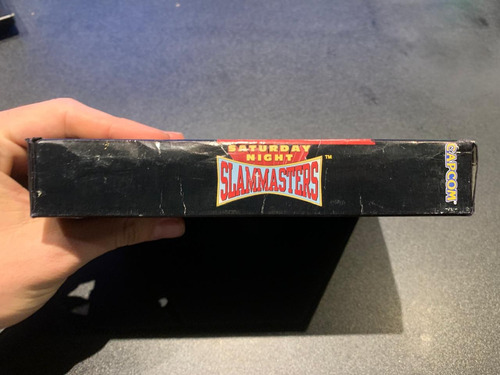 SATURDAY
NIGHT
SLAMMASTERS
™
CAPCOM